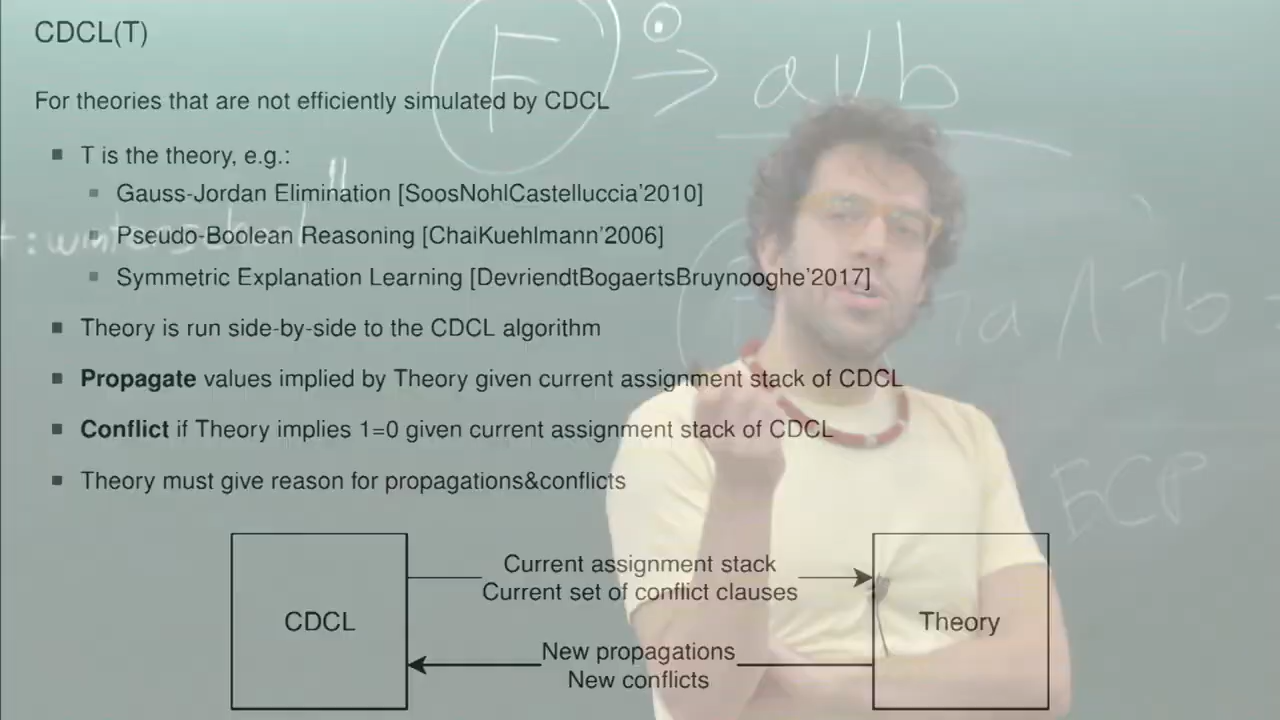 CDCL(T)
F → a ∨ b
For theories that are not efficiently simulated by CDCL
T is the theory, e.g.:
Gauss-Jordan Elimination [SoosNohlCastelluccia'2010]
Pseudo-Boolean Reasoning [ChaiKuehlmann'2006]
Symmetric Explanation Learning [DevriendtBogaertsBruynooghe'2017]
¬a ∧ ¬b
Theory is run side-by-side to the CDCL algorithm
Propagate values implied by Theory given current assignment stack of CDCL
Conflict if Theory implies 1=0 given current assignment stack of CDCL
Theory must give reason for propagations&conflicts
BCP
Current assignment stack
Current set of conflict clauses
CDCL
Theory
New propagations
New conflicts